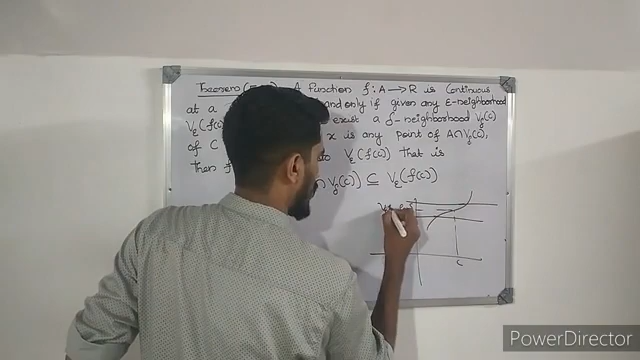 Theorem A Function f: A → R is Continuous
at a and only if given any ε-neighborhood
Vε(f(c)) exist a δ-neighborhood Vδ(c)
of C x is any point of A∩Vδ(c),
Then to Vε(f(c)) That is
∩ Vδ(c)) ⊆ Vε(f(c))
c
PowerDirector